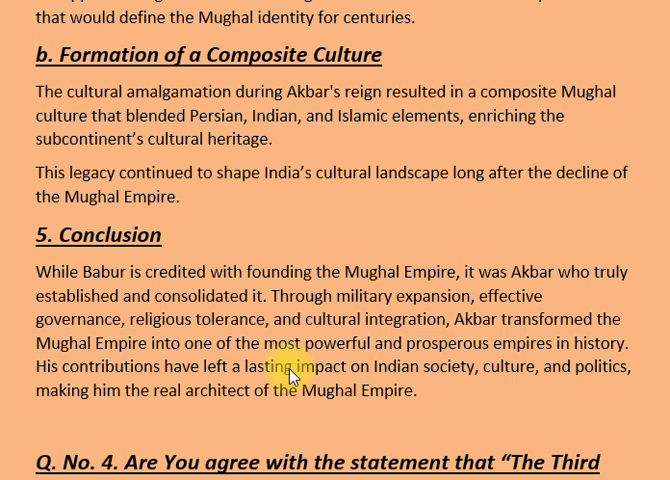 that would define the Mughal identity for centuries.
b. Formation of a Composite Culture
The cultural amalgamation during Akbar's reign resulted in a composite Mughal
culture that blended Persian, Indian, and Islamic elements, enriching the
subcontinent’s cultural heritage.
This legacy continued to shape India’s cultural landscape long after the decline of
the Mughal Empire.
5. Conclusion
While Babur is credited with founding the Mughal Empire, it was Akbar who truly
established and consolidated it. Through military expansion, effective
governance, religious tolerance, and cultural integration, Akbar transformed the
Mughal Empire into one of the most powerful and prosperous empires in history.
His contributions have left a lasting impact on Indian society, culture, and politics,
making him the real architect of the Mughal Empire.
Q. No. 4. Are You agree with the statement that “The Third